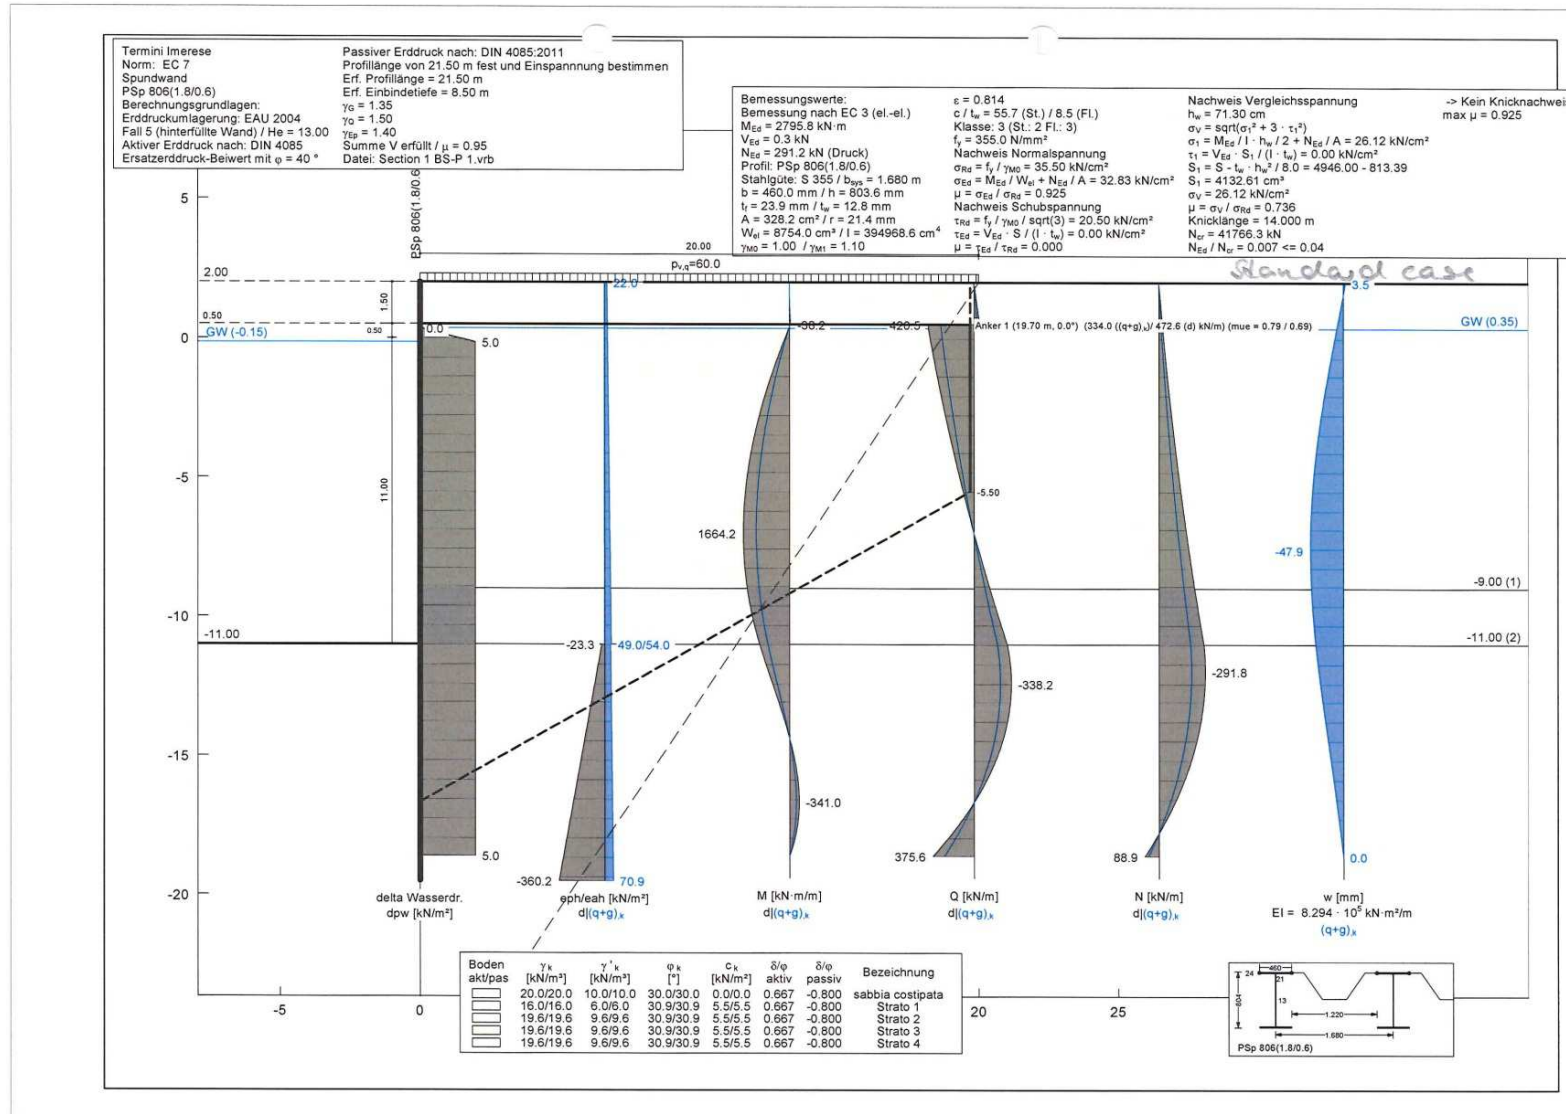 Termini Imerese
Norm: EC 7
Spundwand
PSp 806(1.8/0.6)
Berechnungsgrundlagen:
Erddruckumlagerung: EAU 2004
Fall 5 (hinterfüllte Wand) / He = 13.00
Aktiver Erddruck nach: DIN 4085
Ersatzerddruck-Beiwert mit φ = 40 °
Passiver Erddruck nach: DIN 4085:2011
Profillänge von 21.50 m fest und Einspannnung bestimmen
Erf. Profillänge = 21.50 m
Erf. Einbindetiefe = 8.50 m
γG = 1.35
γQ = 1.50
γEp = 1.40
Summe V erfüllt / μ = 0.95
Datei: Section 1 BS-P 1.vrb
Bemessungswerte:
Bemessung nach EC 3 (el.-el.)
MEd = 2795.8 kN·m
VEd = 0.3 kN
NEd = 291.2 kN (Druck)
Profil: PSp 806(1.8/0.6)
Stahlgüte: S 355 / bsys = 1.680 m
b = 460.0 mm / h = 803.6 mm
tf = 23.9 mm / tw = 12.8 mm
A = 328.2 cm² / r = 21.4 mm
Wel = 8754.0 cm³ / I = 394968.6 cm⁴
γM0 = 1.00 / γM1 = 1.10
ε = 0.814
c / tw = 55.7 (St.) / 8.5 (Fl.)
Klasse: 3 (St.: 2 Fl.: 3)
fy = 355.0 N/mm²
Nachweis Normalspannung
σRd = fy / γM0 = 35.50 kN/cm²
σEd = MEd / Wel + NEd / A = 32.83 kN/cm²
μ = σEd / σRd = 0.925
Nachweis Schubspannung
τRd = fy / γM0 / sqrt(3) = 20.50 kN/cm²
τEd = VEd · S / (I · tw) = 0.00 kN/cm²
μ = τEd / τRd = 0.000
Nachweis Vergleichsspannung
hw = 71.30 cm
σV = sqrt(σ1² + 3 · τ1²)
σ1 = MEd / I · hw / 2 + NEd / A = 26.12 kN/cm²
τ1 = VEd · S1 / (I · tw) = 0.00 kN/cm²
S1 = S - tw · hw² / 8.0 = 4946.00 - 813.39
S1 = 4132.61 cm³
σV = 26.12 kN/cm²
μ = σV / σRd = 0.736
Knicklänge = 14.000 m
Ncr = 41766.3 kN
NEd / Ncr = 0.007 <= 0.04
-> Kein Knicknachweis
max μ = 0.925
Standard case
PSp 806(1.8/0.6)
20.00
pv,q=60.0
5
2.00
1.50
22.0
3.5
0.50
GW (-0.15)
0.50
0.0
-30.2
420.5
Anker 1 (19.70 m, 0.0°) (334.0 ((q+g),k)/ 472.6 (d) kN/m) (mue = 0.79 / 0.69)
GW (0.35)
0
5.0
-5
11.00
-5.50
1664.2
-47.9
-9.00 (1)
-10
-11.00
-23.3
49.0/54.0
-11.00 (2)
-338.2
-291.8
-15
-341.0
5.0
375.6
88.9
0.0
-360.2
70.9
-20
delta Wasserdr.
dpw [kN/m²]
eph/eah [kN/m²]
d|(q+g),k
M [kN·m/m]
d|(q+g),k
Q [kN/m]
d|(q+g),k
N [kN/m]
d|(q+g),k
w [mm]
EI = 8.294 · 10⁵ kN·m²/m
(q+g),k
-5
0
20
25
Boden akt/pas γk [kN/m³] γ'k [kN/m³] φk [°] ck [kN/m²] δ/φ aktiv δ/φ passiv Bezeichnung
20.0/20.0 10.0/10.0 30.0/30.0 0.0/0.0 0.667 -0.800 sabbia costipata
16.0/16.0 6.0/6.0 30.9/30.9 5.5/5.5 0.667 -0.800 Strato 1
19.6/19.6 9.6/9.6 30.9/30.9 5.5/5.5 0.667 -0.800 Strato 2
19.6/19.6 9.6/9.6 30.9/30.9 5.5/5.5 0.667 -0.800 Strato 3
19.6/19.6 9.6/9.6 30.9/30.9 5.5/5.5 0.667 -0.800 Strato 4
24
460
21
804
13
1.220
1.680
PSp 806(1.8/0.6)